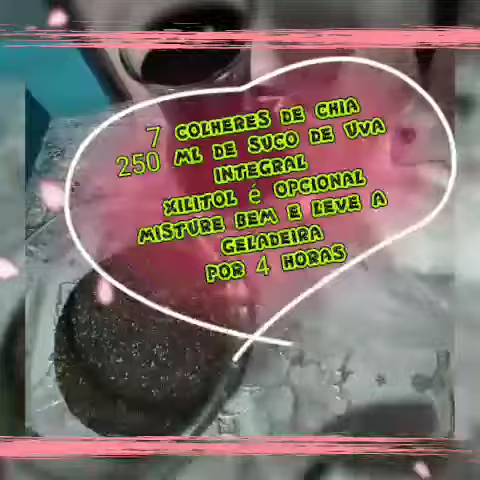 7 COLHERES DE CHIA
250 ML DE SUCO DE UVA
INTEGRAL
XILITOL é OPCIONAL
MISTURE BEM E LEVE A
GELADEIRA
POR 4 HORAS